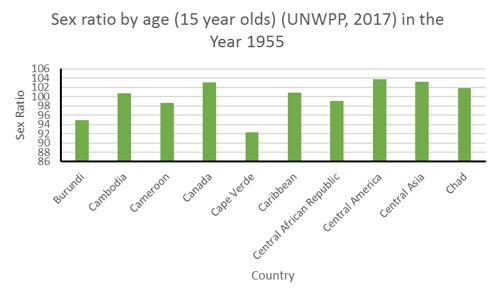 Sex ratio by age (15 year olds) (UNWPP, 2017) in the
Year 1955
106
104
102
100
98
96
94
92
90
88
86
Sex Ratio
Burundi
Cambodia
Cameroon
Canada
Cape Verde
Caribbean
Central African Republic
Central America
Central Asia
Chad
Country